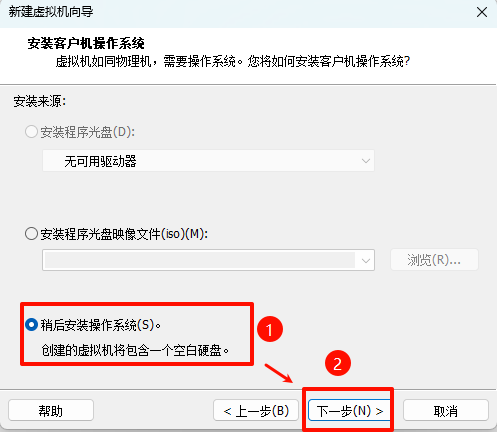 新建虚拟机向导
安装客户机操作系统
虚拟机如同物理机，需要操作系统。您将如何安装客户机操作系统?
安装来源:
安装程序光盘(D):
无可用驱动器
安装程序光盘映像文件(iso)(M):
浏览(R)...
稍后安装操作系统(S)。
1
创建的虚拟机将包含一个空白硬盘。
2
帮助
< 上一步(B)
下一步(N) >
取消